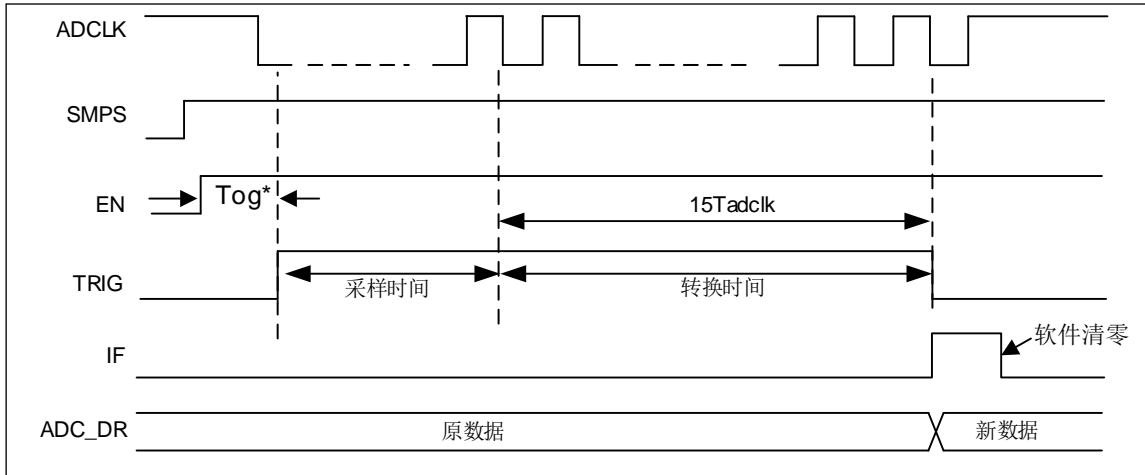 ADCLK
SMPS
EN
Tog*
15Tadclk
TRIG
采样时间
转换时间
IF
软件清零
ADC_DR
原数据
新数据